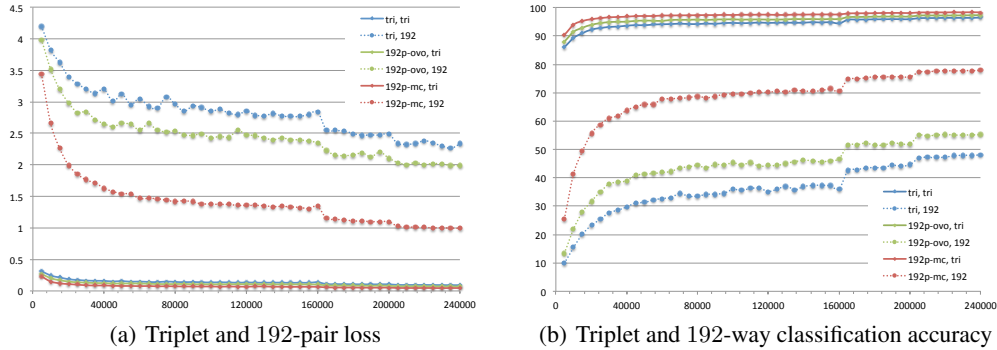 4.5
4
3.5
3
2.5
2
1.5
1
0.5
0
0 40000 80000 120000 160000 200000 240000
tri, tri
tri, 192
192p-ovo, tri
192p-ovo, 192
192p-mc, tri
192p-mc, 192
(a) Triplet and 192-pair loss
100
90
80
70
60
50
40
30
20
10
0
0 40000 80000 120000 160000 200000 240000
tri, tri
tri, 192
192p-ovo, tri
192p-ovo, 192
192p-mc, tri
192p-mc, 192
(b) Triplet and 192-way classification accuracy